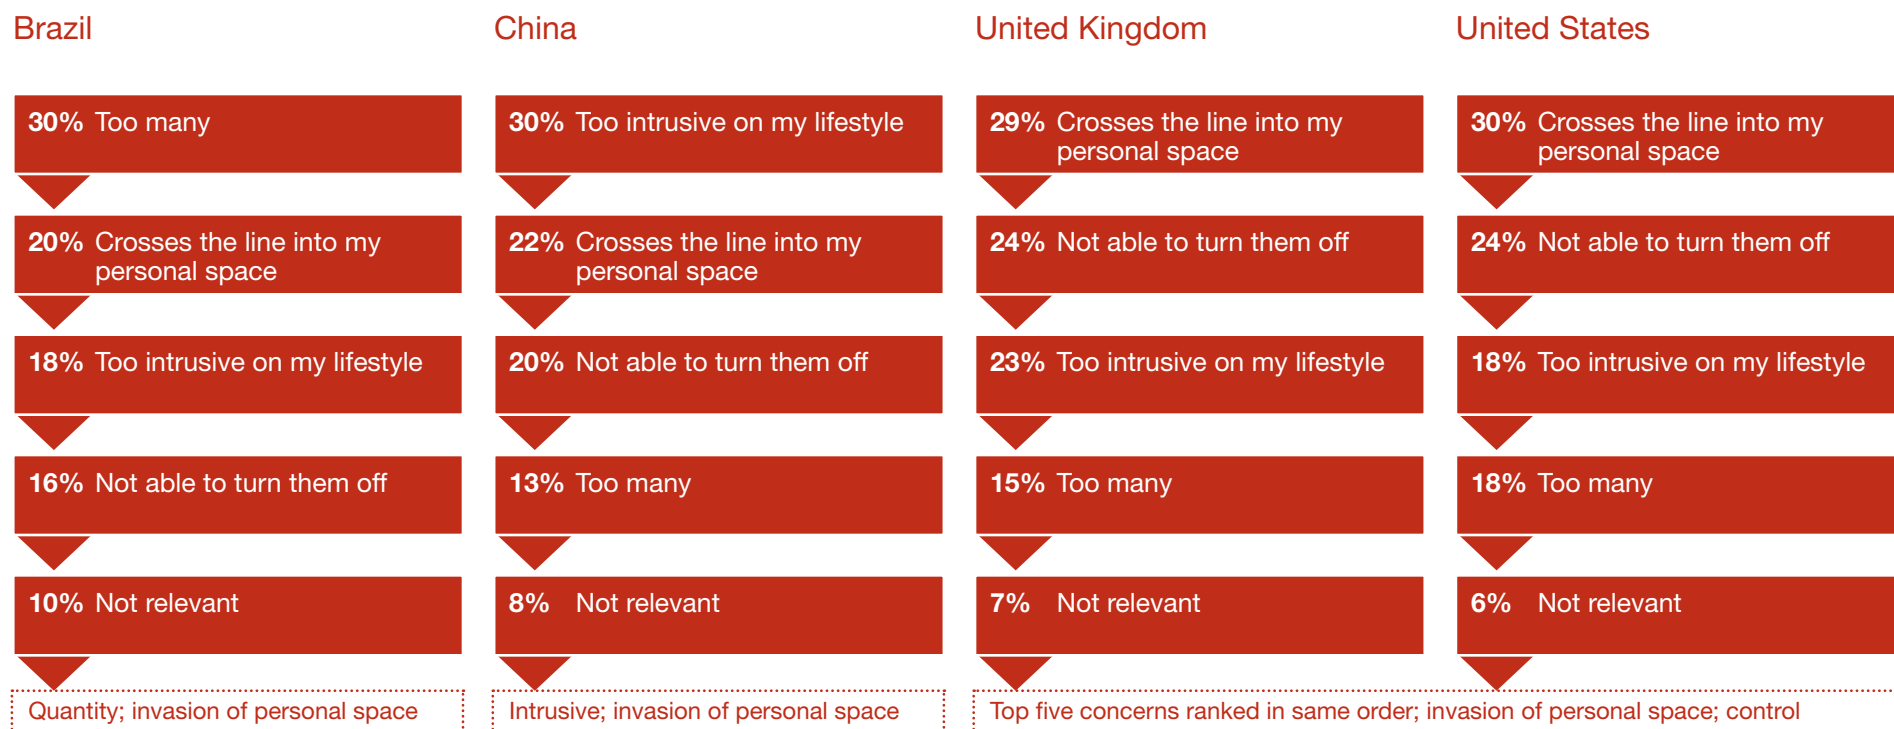 Brazil
30% Too many
20% Crosses the line into my
personal space
18% Too intrusive on my lifestyle
16% Not able to turn them off
10% Not relevant
Quantity; invasion of personal space
China
30% Too intrusive on my lifestyle
22% Crosses the line into my
personal space
20% Not able to turn them off
13% Too many
8% Not relevant
Intrusive; invasion of personal space
United Kingdom
29% Crosses the line into my
personal space
24% Not able to turn them off
23% Too intrusive on my lifestyle
15% Too many
7% Not relevant
United States
30% Crosses the line into my
personal space
24% Not able to turn them off
18% Too intrusive on my lifestyle
18% Too many
6% Not relevant
Top five concerns ranked in same order; invasion of personal space; control